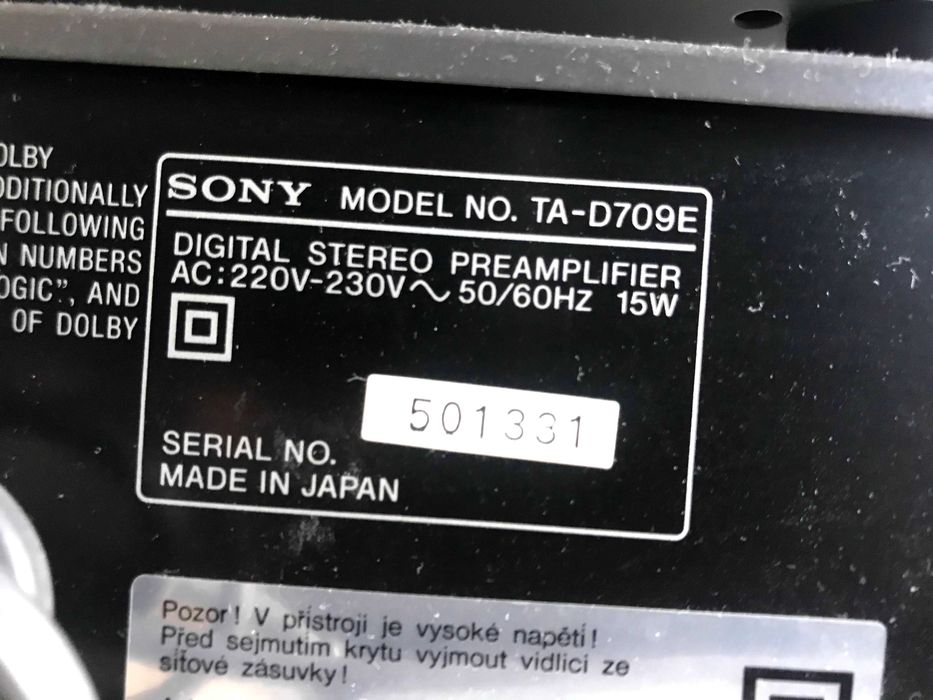 OLBY
DDITIONALLY
FOLLOWING
N NUMBERS
OGIC", AND
OF DOLBY
SONY MODEL NO. TA-D709E
DIGITAL STEREO PREAMPLIFIER
AC:220V-230V～50/60HZ 15W
501331
SERIAL NO.
MADE IN JAPAN
Pozor! V přístroji je vysoké napětí!
Před sejmutim krytu vyjmout vidlici ze
síťové zásuvky!